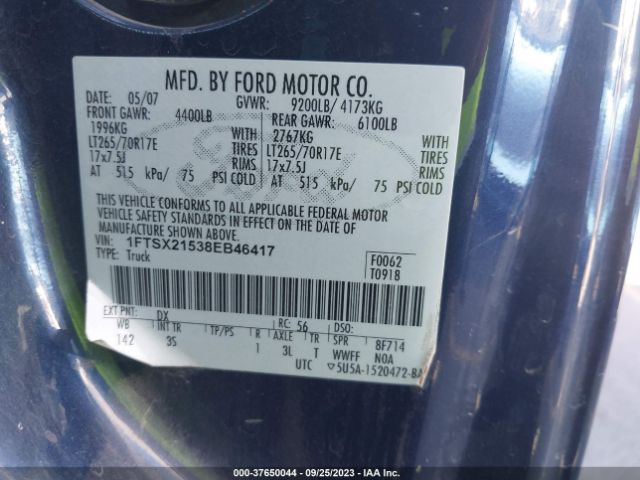 MFD. BY FORD MOTOR CO.
DATE: 05/07 GVWR: 9200LB/ 4173KG
FRONT GAWR: 4400LB REAR GAWR: 6100LB
1996KG WITH 2767KG WITH
LT265/70R17E TIRES LT265/70R17E TIRES
17x7.5J RIMS 17x7.5J RIMS
AT 515 kPa/ 75 PSI COLD AT 515 kPa/ 75 PSI COLD
THIS VEHICLE CONFORMS TO ALL APPLICABLE FEDERAL MOTOR
VEHICLE SAFETY STANDARDS IN EFFECT ON THE DATE OF
MANUFACTURE SHOWN ABOVE.
VIN: 1FTSX21538EB46417 F0062
TYPE: Truck T0918
EXT PNT: DX RC: 56 DSO:
WB INT TR TP/PS R AXLE TR SPR 8F714
142 3S 1 3L T WWFF NOA
UTC ▽5U5A-1520472-BA
000-37650044 - 09/25/2023 - IAA Inc.